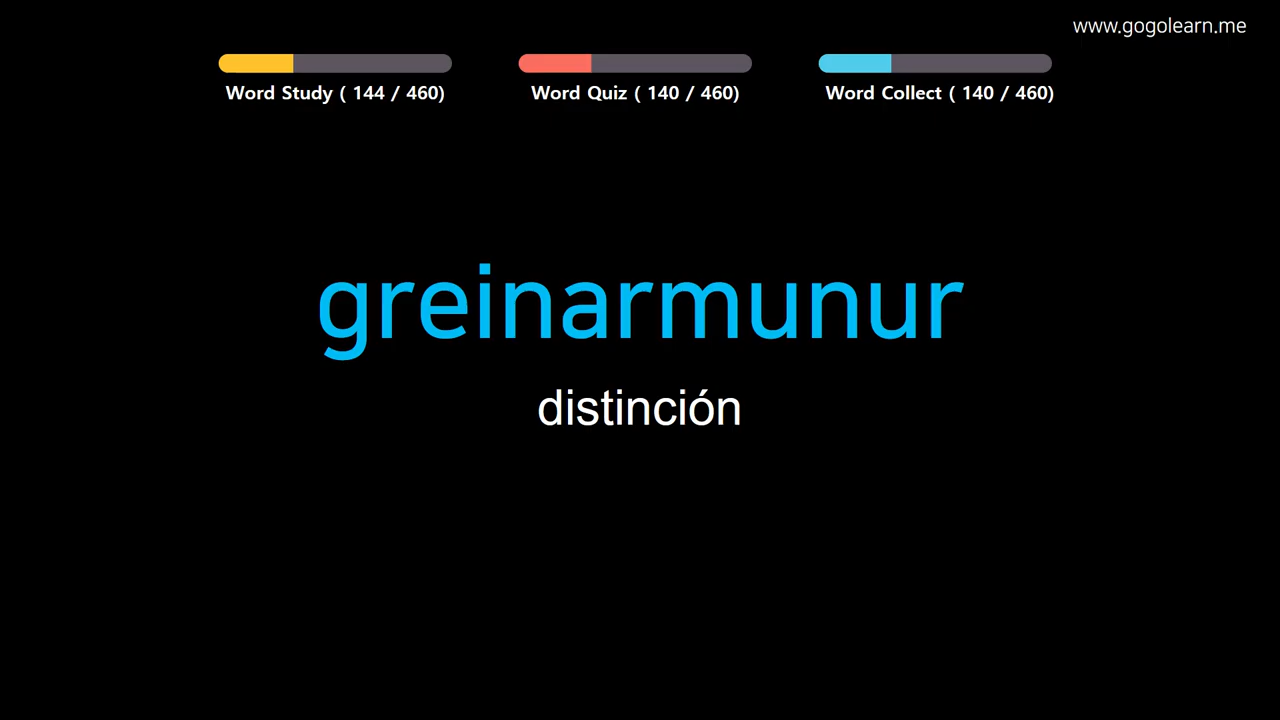 www.gogolearn.me
Word Study ( 144 / 460)
Word Quiz ( 140 / 460)
Word Collect ( 140 / 460)
greinarmunur
distinción